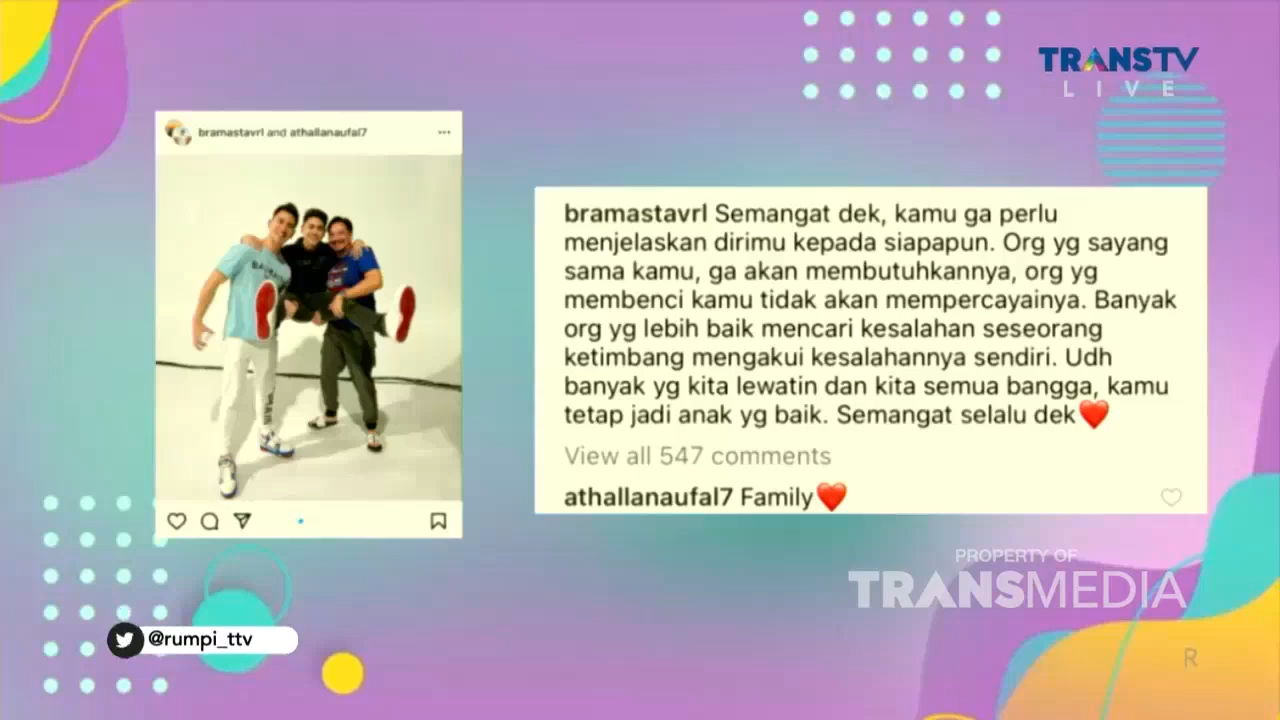 TRANSTV
LIVE
bramastavrl and athallanaufal7
bramastavrl Semangat dek, kamu ga perlu
menjelaskan dirimu kepada siapapun. Org yg sayang
sama kamu, ga akan membutuhkannya, org yg
membenci kamu tidak akan mempercayainya. Banyak
org yg lebih baik mencari kesalahan seseorang
ketimbang mengakui kesalahannya sendiri. Udh
banyak yg kita lewatin dan kita semua bangga, kamu
tetap jadi anak yg baik. Semangat selalu dek❤️
View all 547 comments
athallanaufal7 Family❤️
PROPERTY OF
TRANSMEDIA
@rumpi_ttv
R